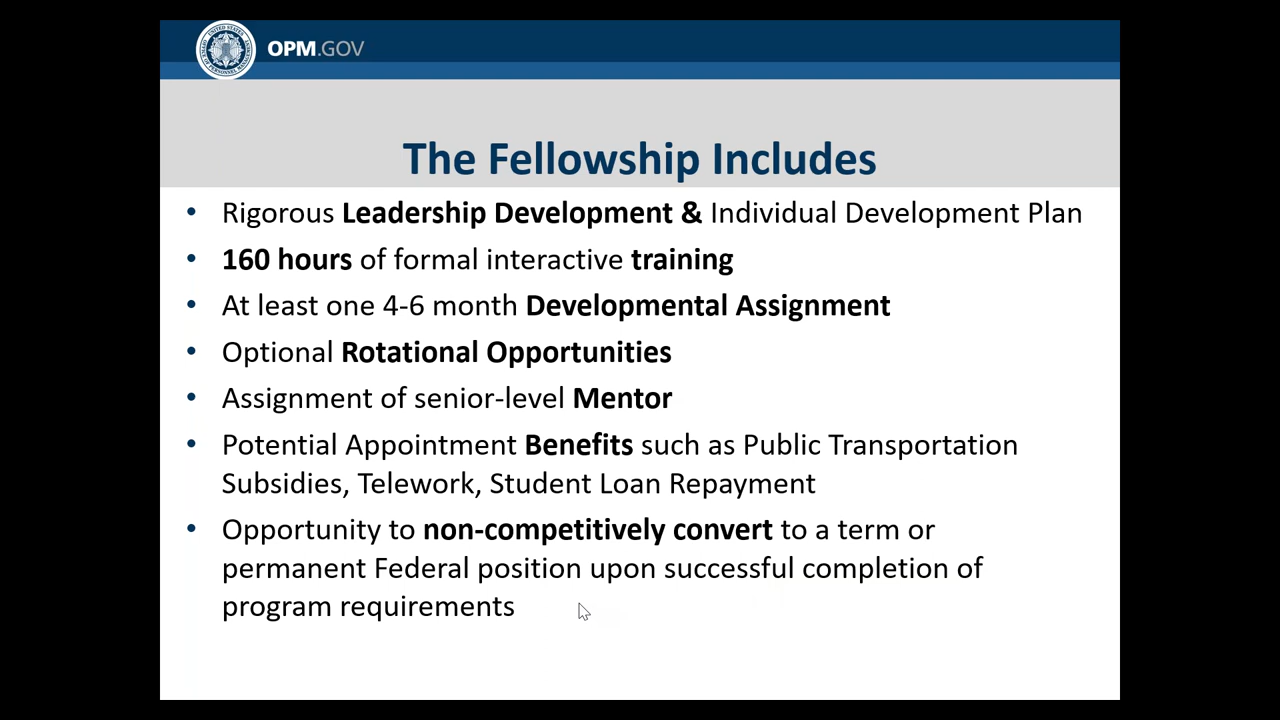 OPM.GOV
The Fellowship Includes
• Rigorous Leadership Development & Individual Development Plan
• 160 hours of formal interactive training
• At least one 4-6 month Developmental Assignment
• Optional Rotational Opportunities
• Assignment of senior-level Mentor
• Potential Appointment Benefits such as Public Transportation
Subsidies, Telework, Student Loan Repayment
• Opportunity to non-competitively convert to a term or
permanent Federal position upon successful completion of
program requirements